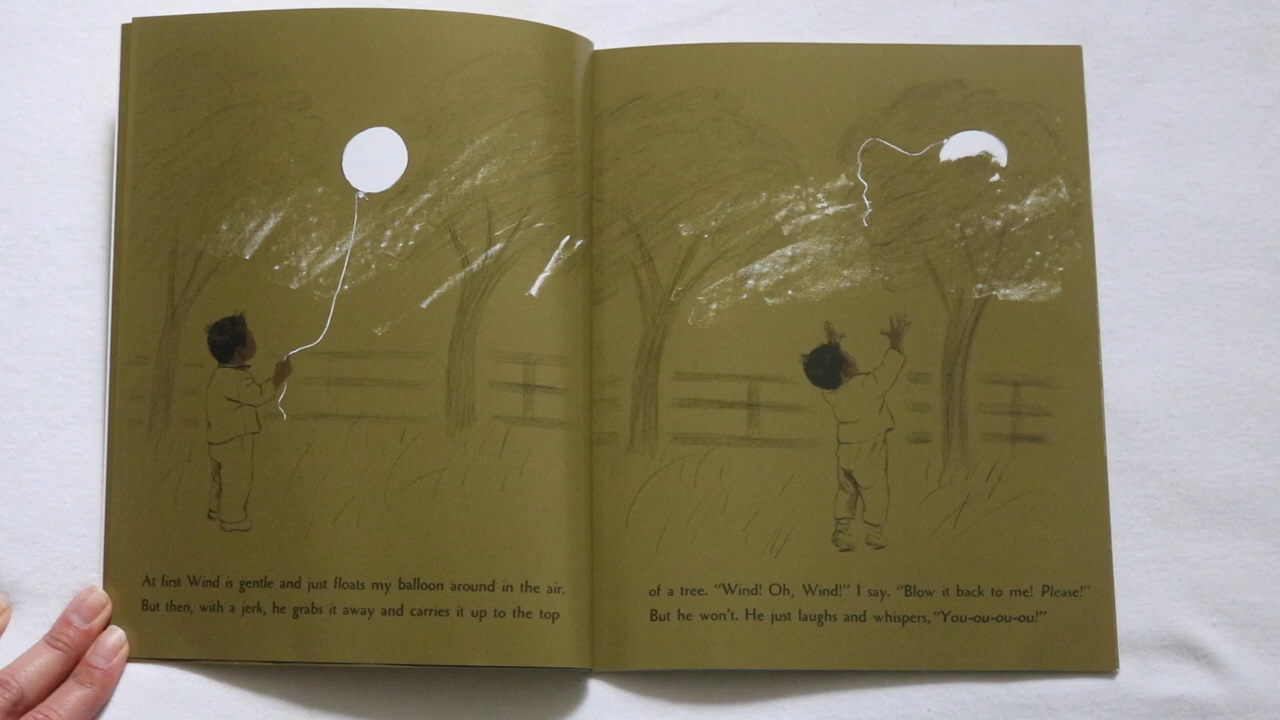 At first Wind is gentle and just floats my balloon around in the air.
But then, with a jerk, he grabs it away and carries it up to the top
of a tree. “Wind! Oh, Wind!” I say. “Blow it back to me! Please!”
But he won't. He just laughs and whispers, “You-ou-ou-ou!”